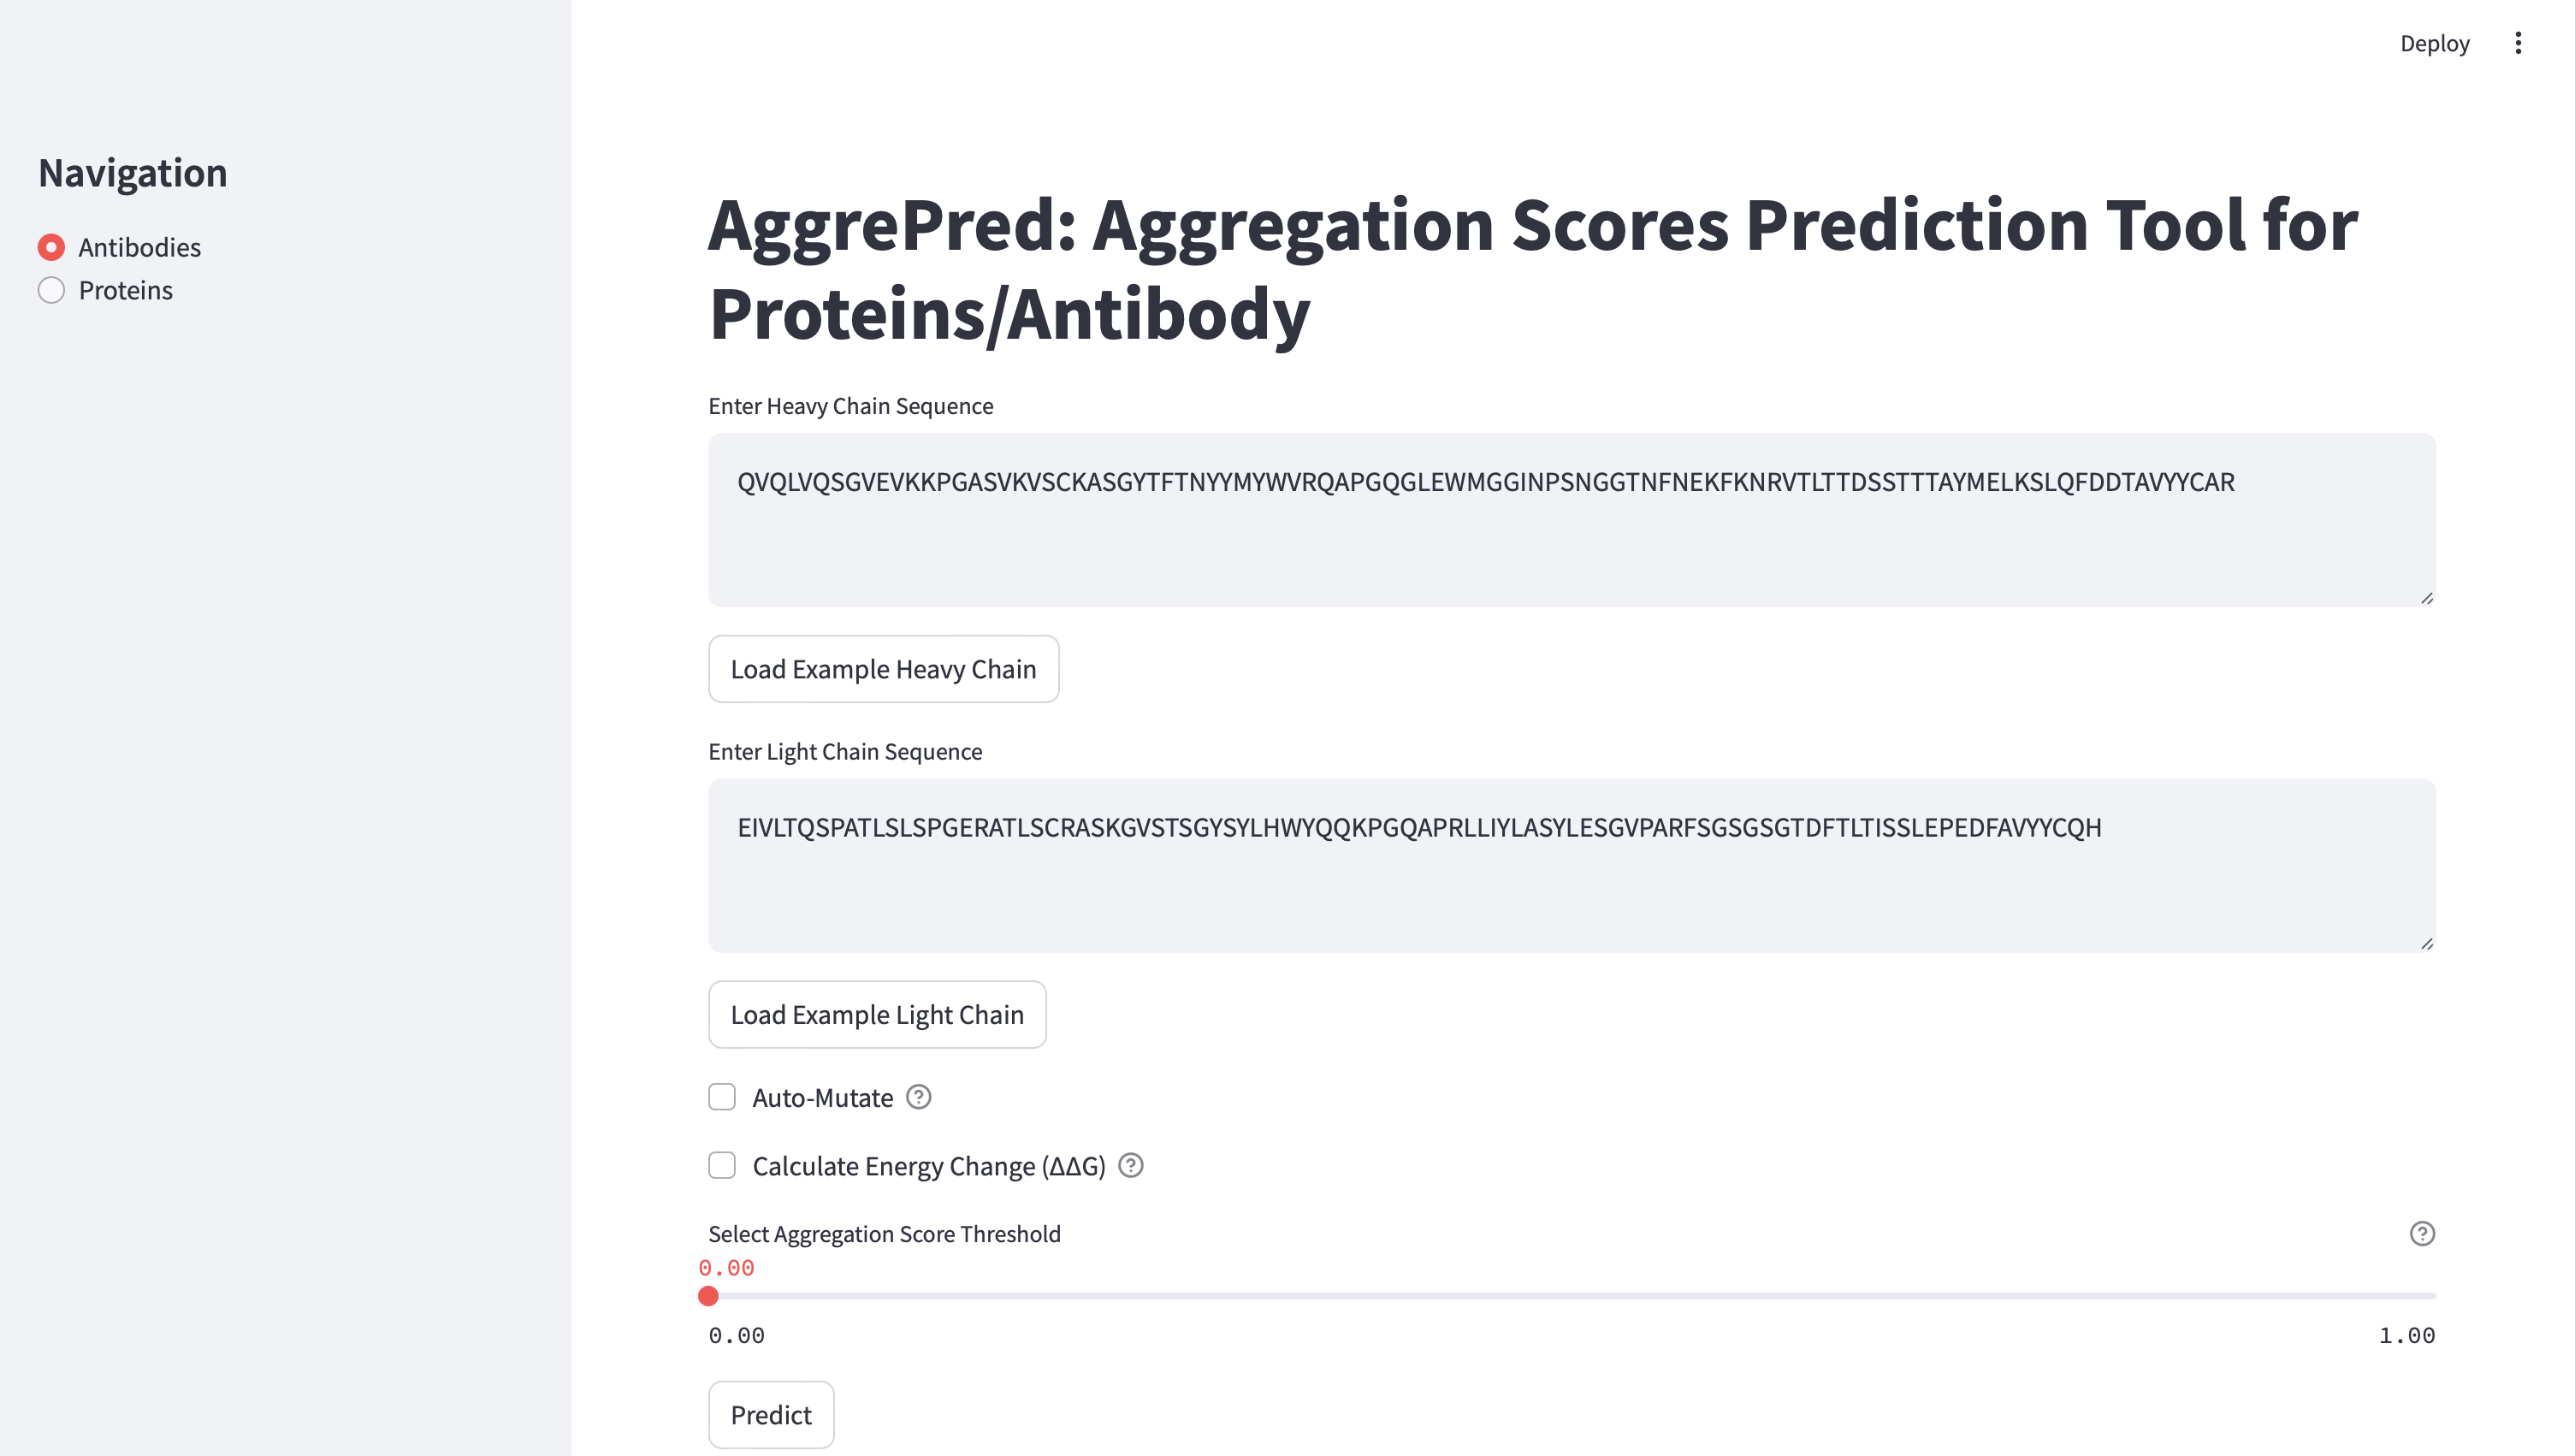 Deploy
Navigation
Antibodies
Proteins
AggrePred: Aggregation Scores Prediction Tool for
Proteins/Antibody
Enter Heavy Chain Sequence
QVQLVQSGVEVKKPGASVKVSCKASGYTFTNYYMYWVRQAPGQGLEWMGGINPSNGGTNFNEKFKNRVTLTTDSSTTTAYMELKSLQFDDTAVYYCAR
Load Example Heavy Chain
Enter Light Chain Sequence
EIVLTQSPATLSLSPGERATLSCRASKGVSTSGYSYLHWYQQKPGQAPRLLIYLASYLESGVPARFSGSGSGTDFTLTISSLEPEDFAVYYCQH
Load Example Light Chain
Auto-Mutate
Calculate Energy Change (ΔΔG)
Select Aggregation Score Threshold
0.00
0.00 1.00
Predict